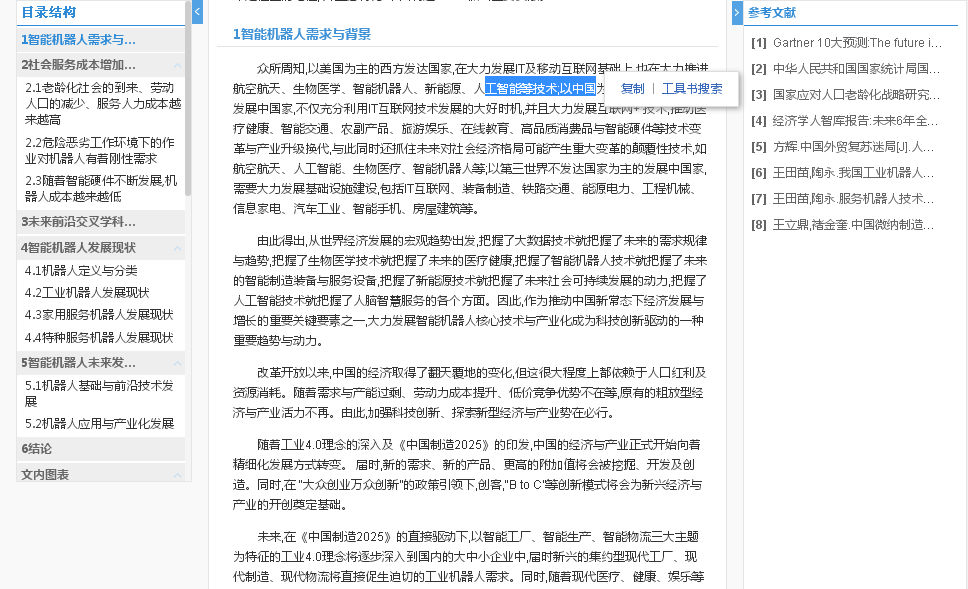 目录结构
1智能机器人需求与...
2社会服务成本增加...
2.1老龄化社会的到来、劳动
人口的减少、服务人力成本越
来越高
2.2危险恶劣工作环境下的作
业对机器人有着刚性需求
2.3随着智能硬件不断发展,机
器人成本越来越低
3未来前沿交叉学科...
4智能机器人发展现状
4.1机器人定义与分类
4.2工业机器人发展现状
4.3家用服务机器人发展现状
4.4特种服务机器人发展现状
5智能机器人未来发...
5.1机器人基础与前沿技术发
展
5.2机器人应用与产业化发展
6结论
文内图表
1智能机器人需求与背景
众所周知,以美国为主的西方发达国家,在大力发展IT及移动互联网基础上,也在大力推进
航空航天、生物医学、智能机器人、新能源、人工智能等技术;以中国为
复制 | 工具书搜索
发展中国家,不仅充分利用IT互联网技术发展的大好时机,并且大力发展互联网+技术,推动医
疗健康、智能交通、农副产品、旅游娱乐、在线教育、高品质消费品与智能硬件等技术变
革与产业升级换代,与此同时还抓住未来对社会经济格局可能产生重大变革的颠覆性技术,如
航空航天、人工智能、生物医疗、智能机器人等;以第三世界不发达国家为主的发展中国家,
需要大力发展基础设施建设,包括IT互联网、装备制造、铁路交通、能源电力、工程机械、
信息家电、汽车工业、智能手机、房屋建筑等。
由此得出,从世界经济发展的宏观趋势出发,把握了大数据技术就把握了未来的需求规律
与趋势,把握了生物医学技术就把握了未来的医疗健康,把握了智能机器人技术就把握了未来
的智能制造装备与服务设备,把握了新能源技术就把握了未来社会可持续发展的动力,把握了
人工智能技术就把握了人脑智慧服务的各个方面。因此,作为推动中国新常态下经济发展与
增长的重要关键要素之一,大力发展智能机器人核心技术与产业化成为科技创新驱动的一种
重要趋势与动力。
改革开放以来,中国的经济取得了翻天覆地的变化,但这很大程度上都依赖于人口红利及
资源消耗。随着需求与产能过剩、劳动力成本提升、低价竞争优势不在等,原有的粗放型经
济与产业活力不再。由此,加强科技创新、探索新型经济与产业势在必行。
随着工业4.0理念的深入及《中国制造2025》的印发,中国的经济与产业正式开始向着
精细化发展方式转变。 届时,新的需求、新的产品、更高的附加值将会被挖掘、开发及创
造。同时,在"大众创业万众创新"的政策引领下,创客,"B to C"等创新模式将会为新兴经济与
产业的开创奠定基础。
未来,在《中国制造2025》的直接驱动下,以智能工厂、智能生产、智能物流三大主题
为特征的工业4.0理念将逐步深入到国内的大中小企业中,届时新兴的集约型现代工厂、现
代制造、现代物流将直接促生迫切的工业机器人需求。同时,随着现代医疗、健康、娱乐等
参考文献
[1] Gartner 10大预测:The future i...
[2] 中华人民共和国国家统计局国...
[3] 国家应对人口老龄化战略研究...
[4] 经济学人智库报告:未来6年全...
[5] 方辉.中国外贸复苏迷局[J].人...
[6] 王田苗,陶永.我国工业机器人...
[7] 王田苗,陶永.服务机器人技术...
[8] 王立鼎,褚金奎.中国微纳制造...